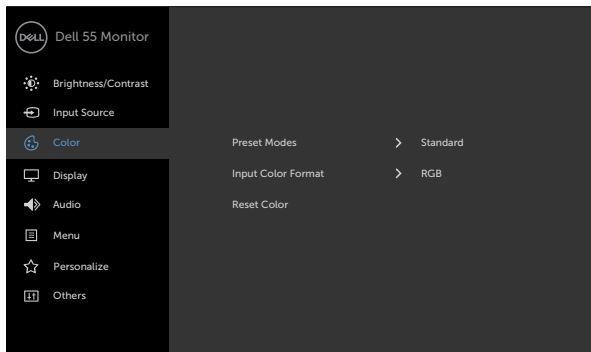 DELL Dell 55 Monitor
Brightness/Contrast
Input Source
Color
Preset Modes > Standard
Display
Input Color Format > RGB
Audio
Reset Color
Menu
Personalize
Others